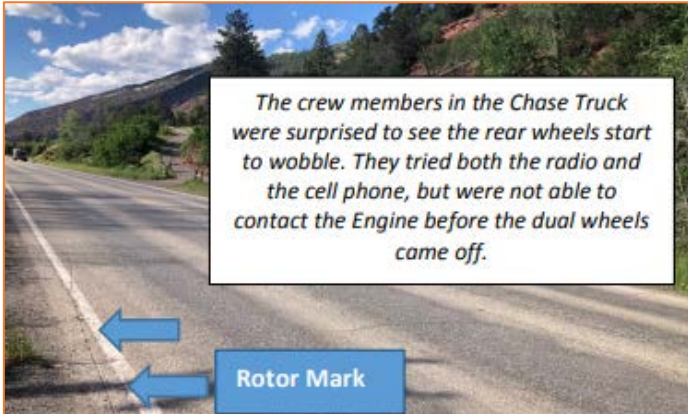 The crew members in the Chase Truck
were surprised to see the rear wheels start
to wobble. They tried both the radio and
the cell phone, but were not able to
contact the Engine before the dual wheels
came off.
Rotor Mark